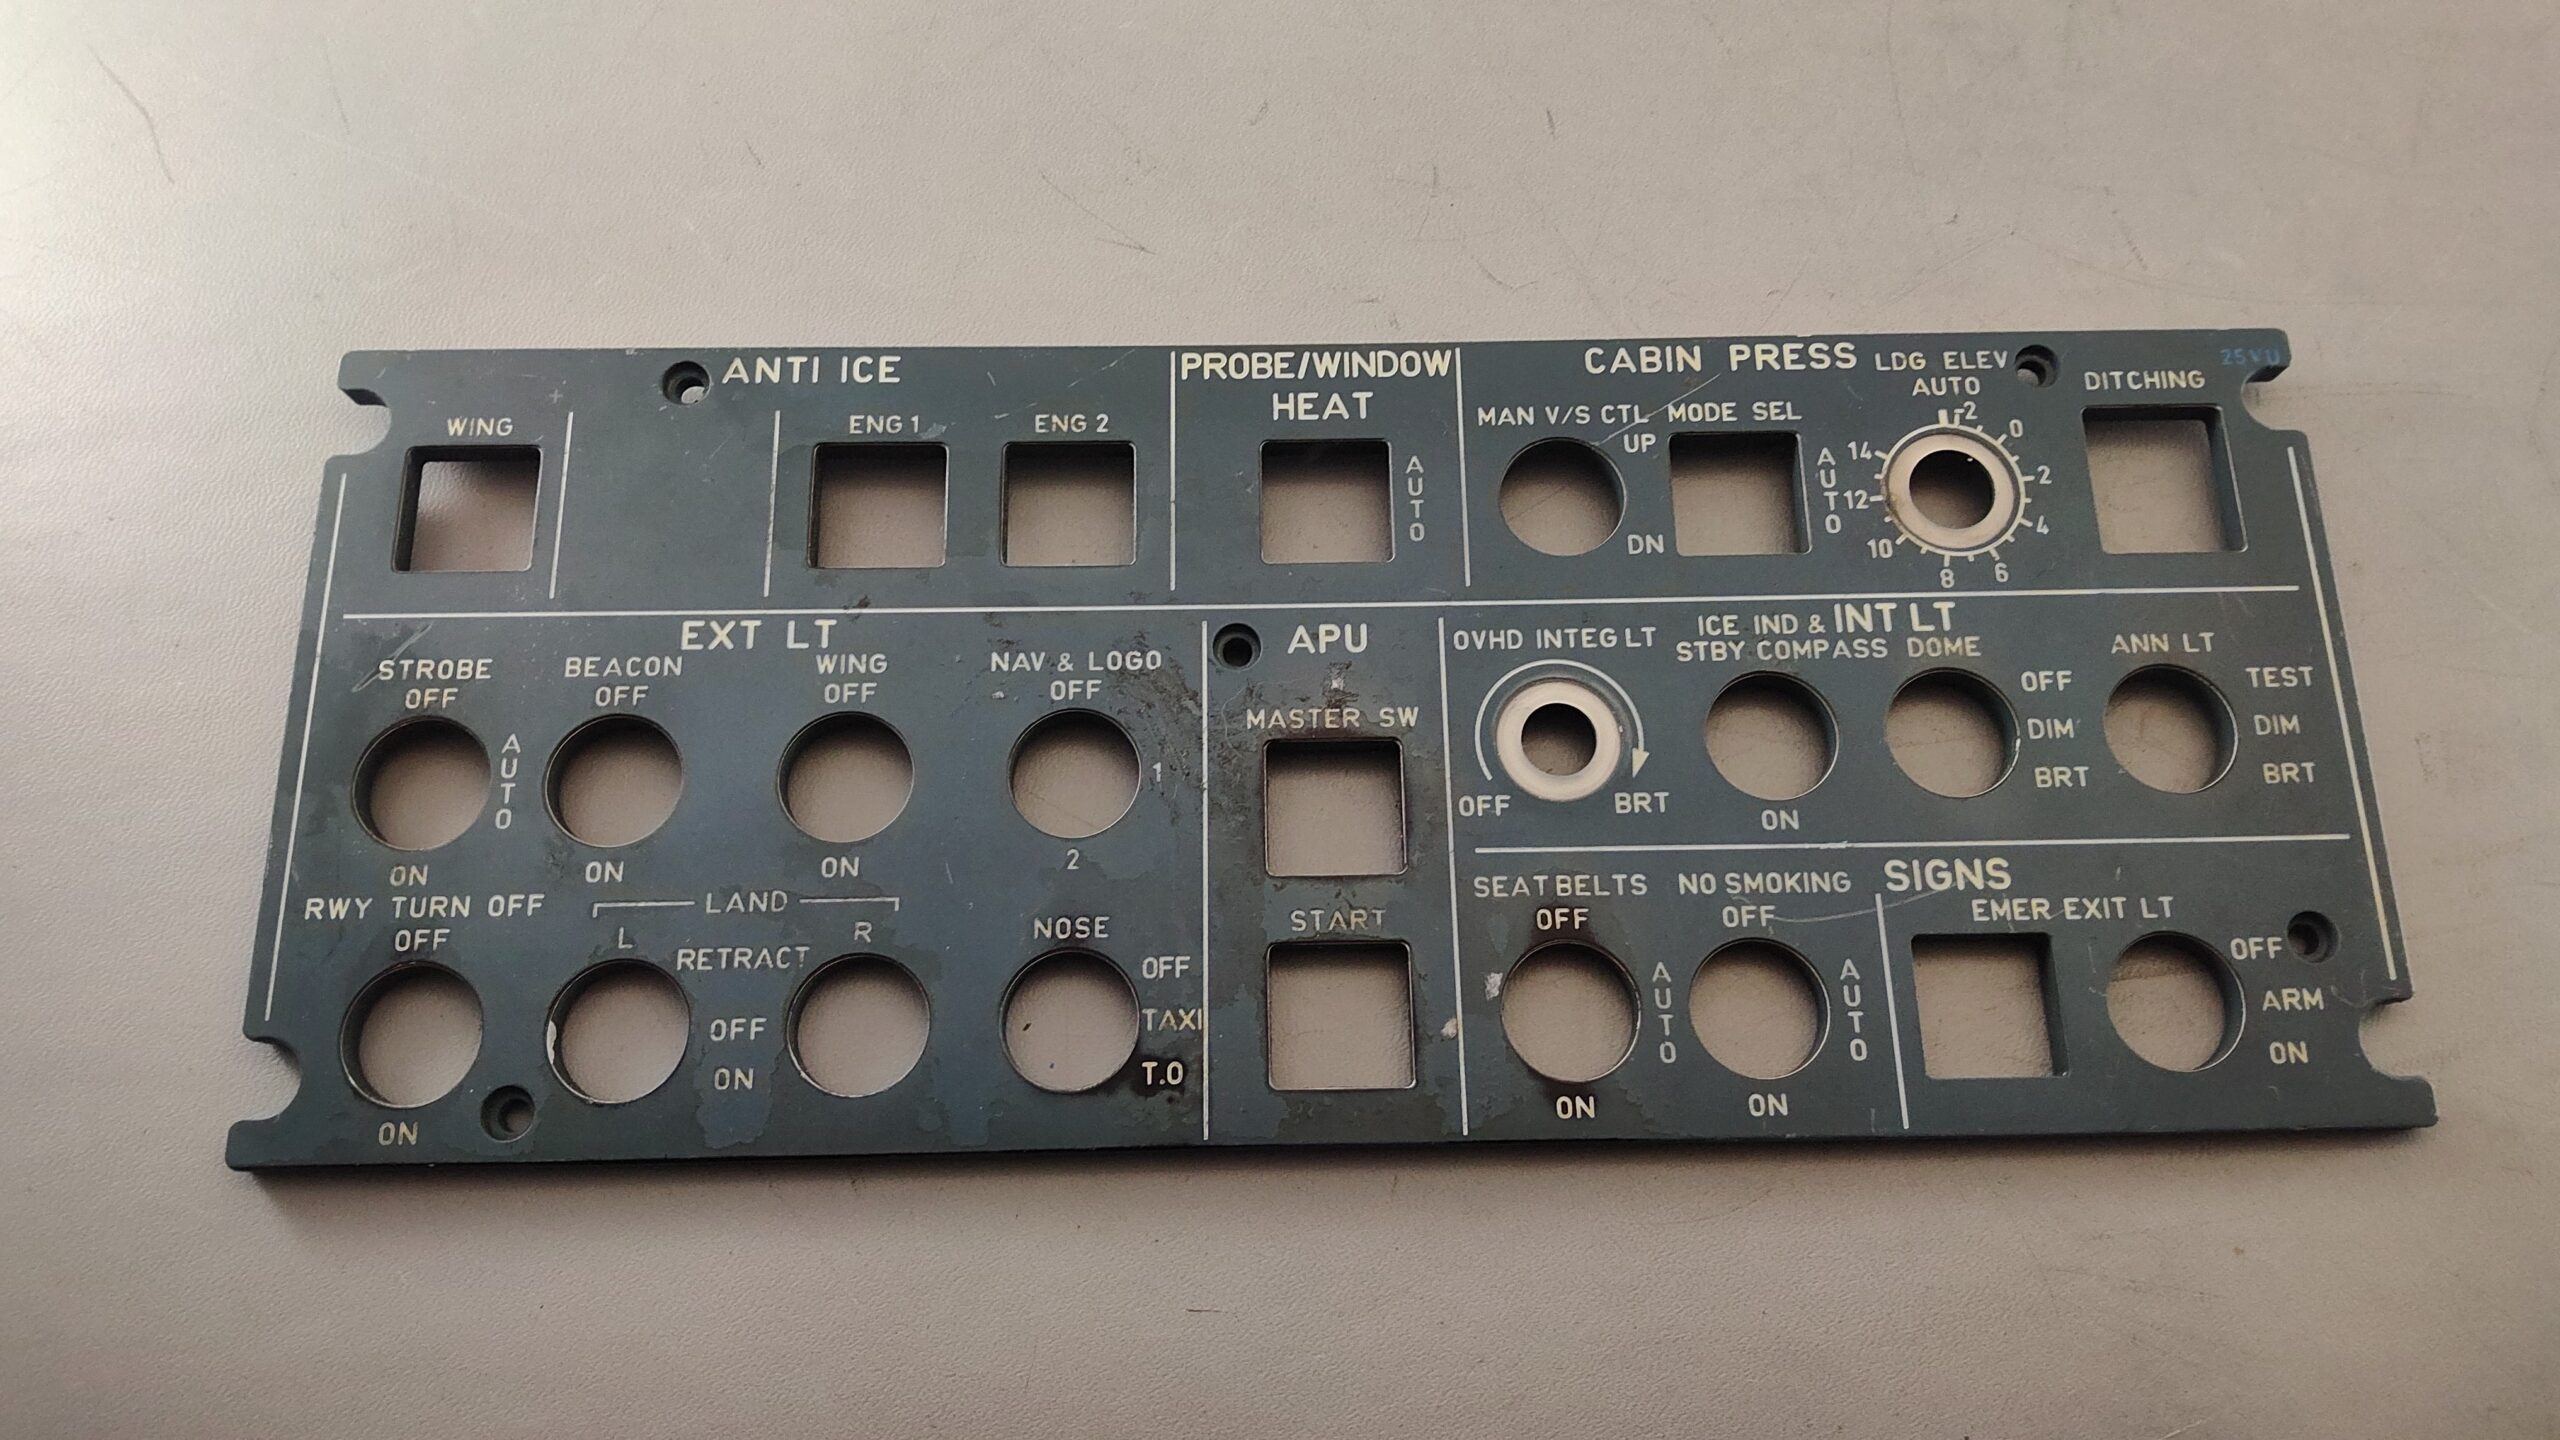 ANTI ICE
WING
ENG 1
ENG 2
PROBE/WINDOW
HEAT
AUTO
CABIN PRESS
MAN V/S CTL
UP
DN
MODE SEL
AUTO
LDG ELEV
AUTO
-2
0
2
4
6
8
10
12
14
DITCHING
25VU
EXT LT
STROBE
OFF
AUTO
ON
BEACON
OFF
ON
WING
OFF
ON
NAV & LOGO
OFF
1
2
RWY TURN OFF
OFF
ON
LAND
L
R
RETRACT
OFF
ON
NOSE
OFF
TAXI
T.O
APU
MASTER SW
START
INT LT
OVHD INTEG LT
OFF
BRT
ICE IND &
STBY COMPASS
ON
DOME
OFF
DIM
BRT
ANN LT
TEST
DIM
BRT
SIGNS
SEAT BELTS
OFF
AUTO
ON
NO SMOKING
OFF
AUTO
ON
EMER EXIT LT
OFF
ARM
ON